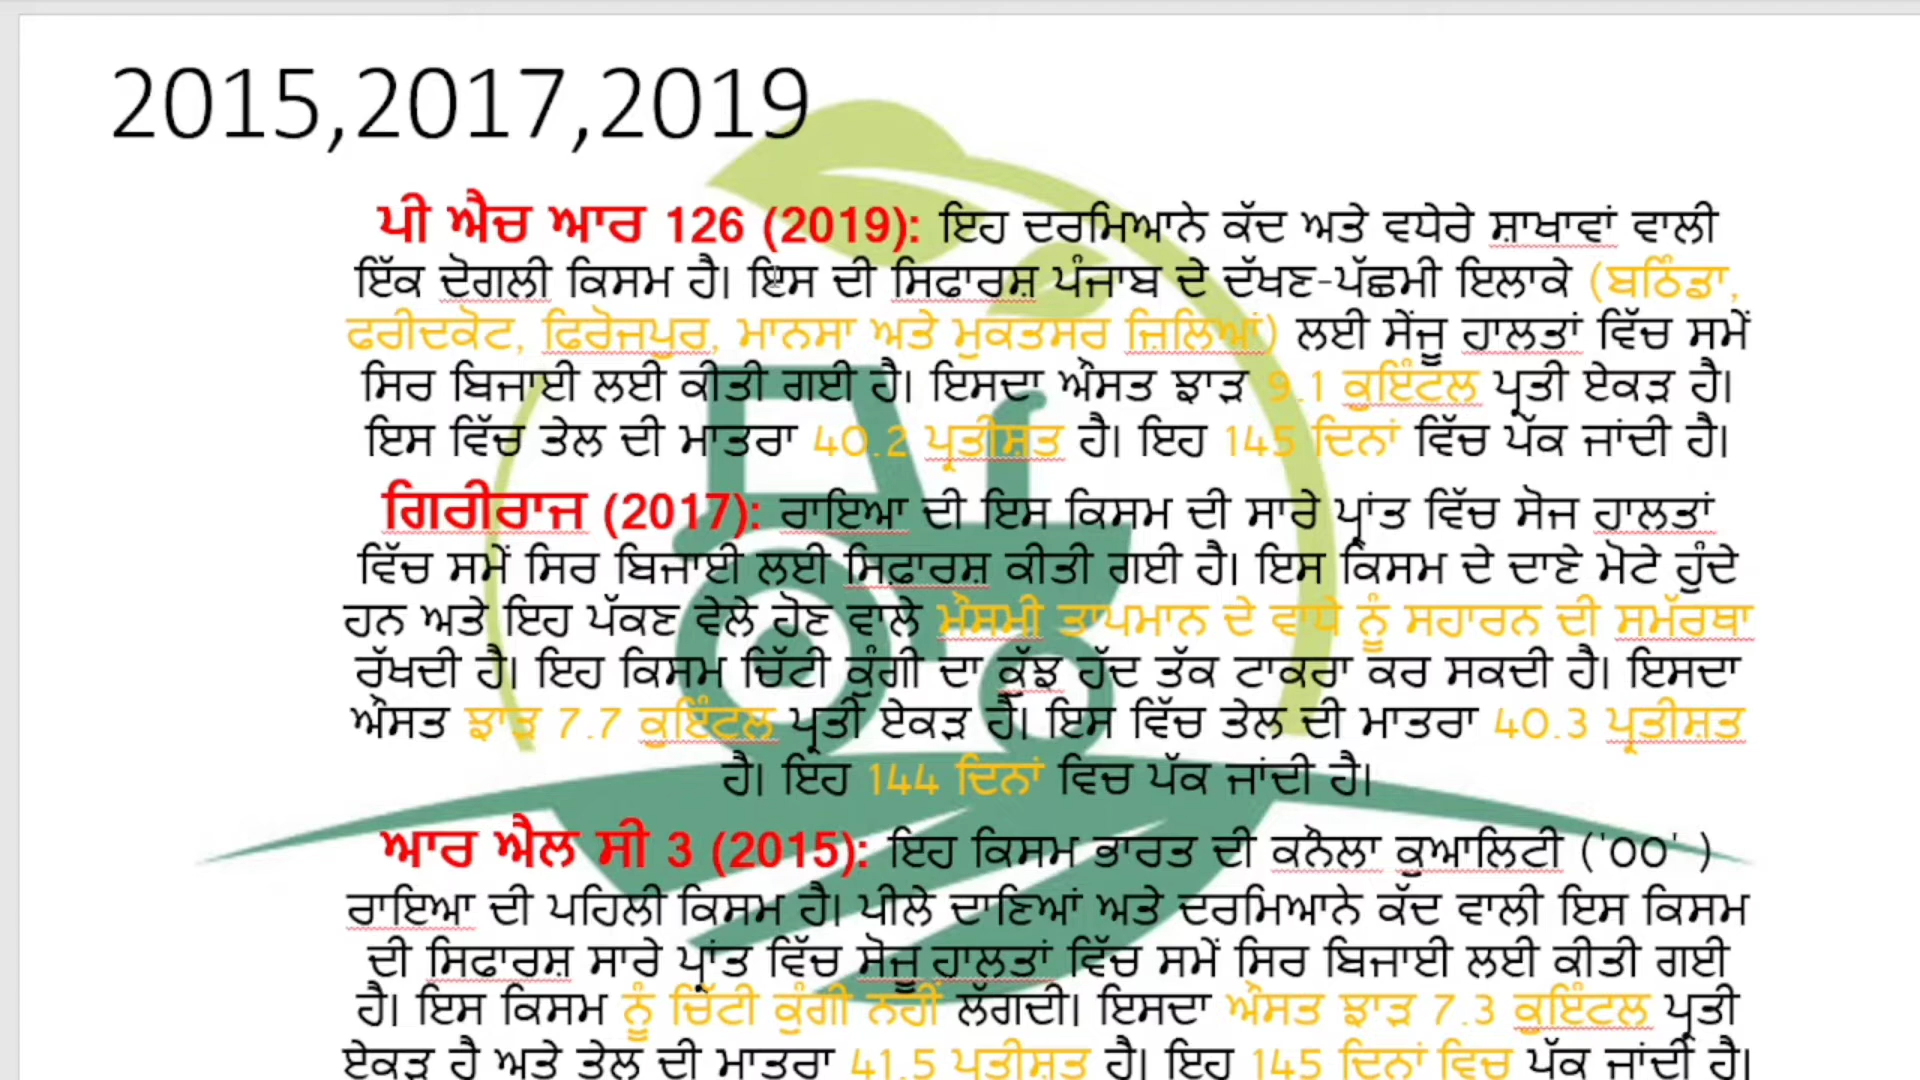 2015,2017,2019
ਪੀ ਐਚ ਆਰ 126 (2019): ਇਹ ਦਰਮਿਆਨੇ ਕੱਦ ਅਤੇ ਵਧੇਰੇ ਸ਼ਾਖਾਵਾਂ ਵਾਲੀ
ਇੱਕ ਦੋਗਲੀ ਕਿਸਮ ਹੈ। ਇਸ ਦੀ ਸਿਫਾਰਸ਼ ਪੰਜਾਬ ਦੇ ਦੱਖਣ-ਪੱਛਮੀ ਇਲਾਕੇ (ਬਠਿੰਡਾ,
ਫਰੀਦਕੋਟ, ਫਿਰੋਜਪੁਰ, ਮਾਨਸਾ ਅਤੇ ਮੁਕਤਸਰ ਜ਼ਿਲਿਆਂ) ਲਈ ਸੇਂਜੂ ਹਾਲਤਾਂ ਵਿੱਚ ਸਮੇਂ
ਸਿਰ ਬਿਜਾਈ ਲਈ ਕੀਤੀ ਗਈ ਹੈ। ਇਸਦਾ ਔਸਤ ਝਾੜ 9.1 ਕੁਇੰਟਲ ਪ੍ਰਤੀ ਏਕੜ ਹੈ।
ਇਸ ਵਿੱਚ ਤੇਲ ਦੀ ਮਾਤਰਾ 40.2 ਪ੍ਰਤੀਸ਼ਤ ਹੈ। ਇਹ 145 ਦਿਨਾਂ ਵਿੱਚ ਪੱਕ ਜਾਂਦੀ ਹੈ।
ਗਿਰੀਰਾਜ (2017): ਰਾਇਆ ਦੀ ਇਸ ਕਿਸਮ ਦੀ ਸਾਰੇ ਪ੍ਰਾਂਤ ਵਿੱਚ ਸੇਂਜ ਹਾਲਤਾਂ
ਵਿੱਚ ਸਮੇਂ ਸਿਰ ਬਿਜਾਈ ਲਈ ਸਿਫ਼ਾਰਸ਼ ਕੀਤੀ ਗਈ ਹੈ। ਇਸ ਕਿਸਮ ਦੇ ਦਾਣੇ ਮੋਟੇ ਹੁੰਦੇ
ਹਨ ਅਤੇ ਇਹ ਪੱਕਣ ਵੇਲੇ ਹੋਣ ਵਾਲੇ ਮੌਸਮੀ ਤਾਪਮਾਨ ਦੇ ਵਾਧੇ ਨੂੰ ਸਹਾਰਨ ਦੀ ਸਮੱਰਥਾ
ਰੱਖਦੀ ਹੈ। ਇਹ ਕਿਸਮ ਚਿੱਟੀ ਕੁੰਗੀ ਦਾ ਕੁੱਝ ਹੱਦ ਤੱਕ ਟਾਕਰਾ ਕਰ ਸਕਦੀ ਹੈ। ਇਸਦਾ
ਔਸਤ ਝਾੜ 7.7 ਕੁਇੰਟਲ ਪ੍ਰਤੀ ਏਕੜ ਹੈ। ਇਸ ਵਿੱਚ ਤੇਲ ਦੀ ਮਾਤਰਾ 40.3 ਪ੍ਰਤੀਸ਼ਤ
ਹੈ। ਇਹ 144 ਦਿਨਾਂ ਵਿਚ ਪੱਕ ਜਾਂਦੀ ਹੈ।
ਆਰ ਐਲ ਸੀ 3 (2015): ਇਹ ਕਿਸਮ ਭਾਰਤ ਦੀ ਕਨੌਲਾ ਕੁਆਲਿਟੀ ('00' )
ਰਾਇਆ ਦੀ ਪਹਿਲੀ ਕਿਸਮ ਹੈ। ਪੀਲੇ ਦਾਣਿਆਂ ਅਤੇ ਦਰਮਿਆਨੇ ਕੱਦ ਵਾਲੀ ਇਸ ਕਿਸਮ
ਦੀ ਸਿਫਾਰਸ਼ ਸਾਰੇ ਪ੍ਰਾਂਤ ਵਿੱਚ ਸੇਂਜੂ ਹਾਲਤਾਂ ਵਿੱਚ ਸਮੇਂ ਸਿਰ ਬਿਜਾਈ ਲਈ ਕੀਤੀ ਗਈ
ਹੈ। ਇਸ ਕਿਸਮ ਨੂੰ ਚਿੱਟੀ ਕੁੰਗੀ ਨਹੀਂ ਲੱਗਦੀ। ਇਸਦਾ ਔਸਤ ਝਾੜ 7.3 ਕੁਇੰਟਲ ਪ੍ਰਤੀ
ਏਕੜ ਹੈ ਅਤੇ ਤੇਲ ਦੀ ਮਾਤਰਾ 41.5 ਪ੍ਰਤੀਸ਼ਤ ਹੈ। ਇਹ 145 ਦਿਨਾਂ ਵਿਚ ਪੱਕ ਜਾਂਦੀ ਹੈ।